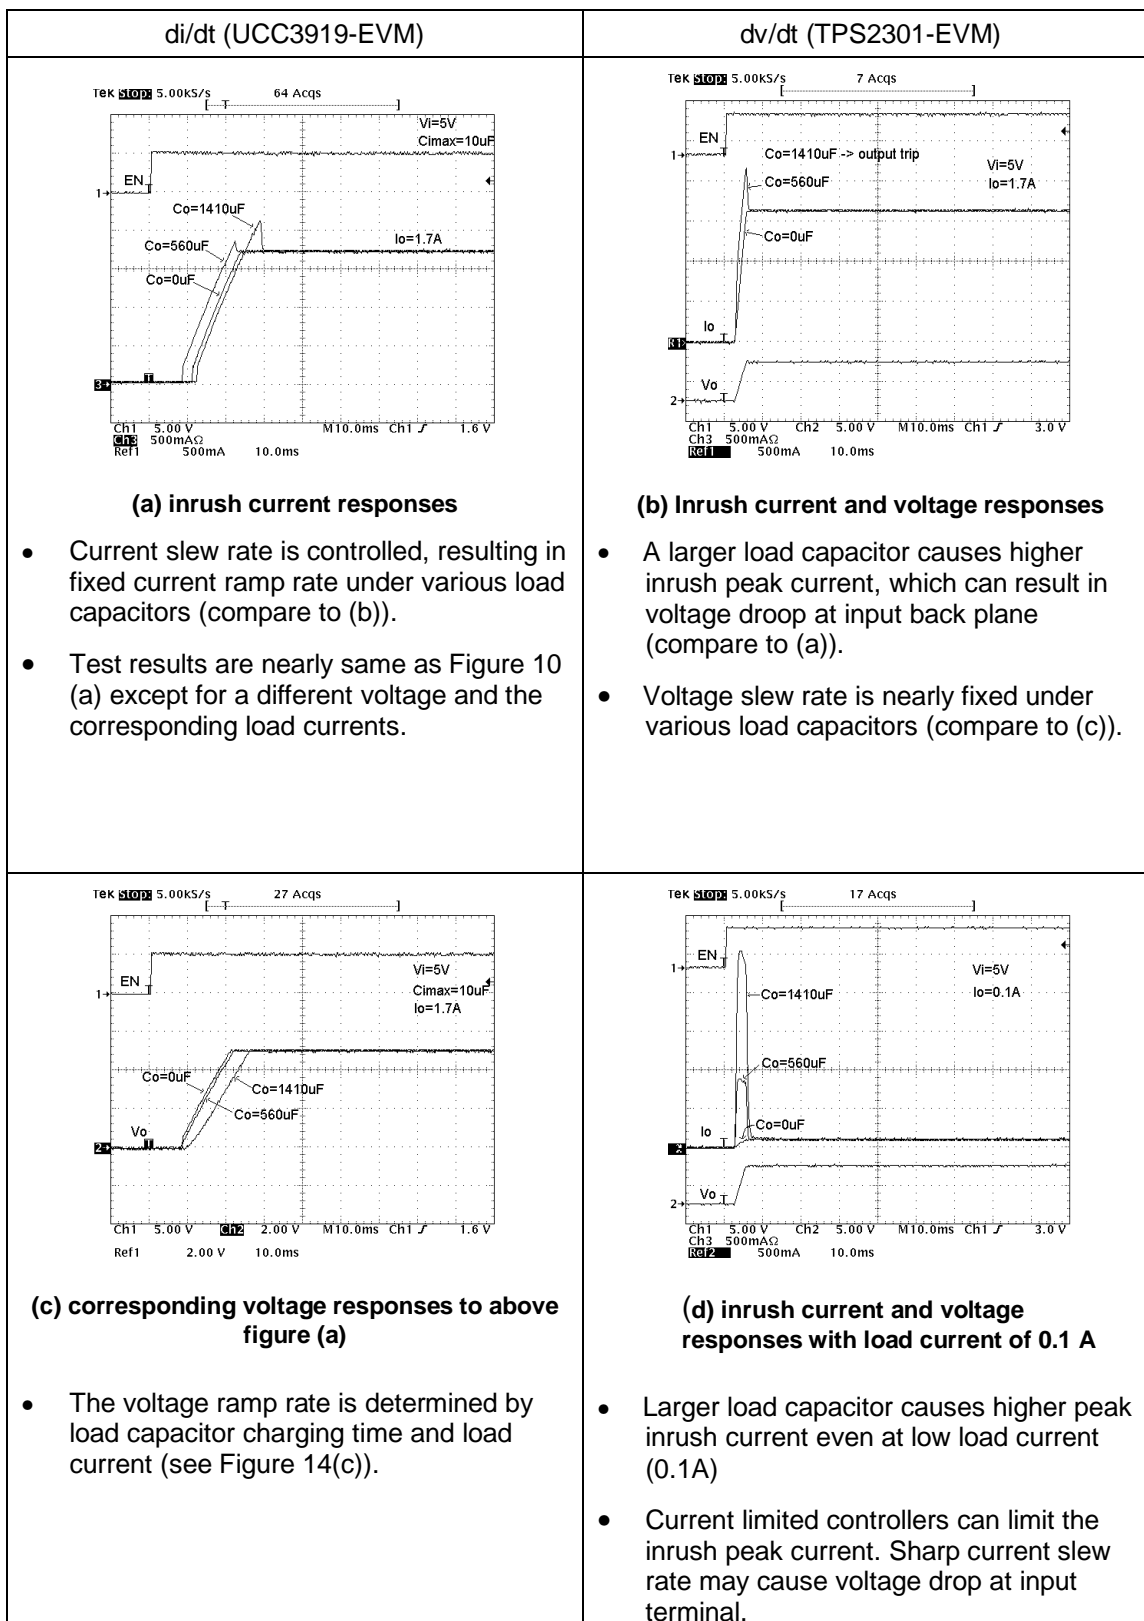 di/dt (UCC3919-EVM)
Tek Stop: 5.00kS/s 64 Acqs
[ T ]
Vi=5V
Cimax=10uF
EN
1→
Co=1410uF
Co=560uF
Io=1.7A
Co=0uF
T
3→
Ch1 5.00 V M10.0ms Ch1 ƒ 1.6 V
Ch3 500mAΩ
Ref1 500mA 10.0ms
(a) inrush current responses
• Current slew rate is controlled, resulting in
fixed current ramp rate under various load
capacitors (compare to (b)).
• Test results are nearly same as Figure 10
(a) except for a different voltage and the
corresponding load currents.
dv/dt (TPS2301-EVM)
Tek Stop: 5.00kS/s 7 Acqs
EN
1→
Co=1410uF -> output trip
Vi=5V
Co=560uF
Io=1.7A
Co=0uF
Io
R1
Vo
2→
Ch1 5.00 V Ch2 5.00 V M10.0ms Ch1 ƒ 3.0 V
Ch3 500mAΩ
Ref1 500mA 10.0ms
(b) Inrush current and voltage responses
• A larger load capacitor causes higher
inrush peak current, which can result in
voltage droop at input back plane
(compare to (a)).
• Voltage slew rate is nearly fixed under
various load capacitors (compare to (c)).
Tek Stop: 5.00kS/s 27 Acqs
[ T ]
EN
Vi=5V
1→
Cimax=10uF
Io=1.7A
Co=0uF
Co=1410uF
Co=560uF
Vo
T
2→
Ch1 5.00 V Ch2 2.00 V M10.0ms Ch1 ƒ 1.6 V
Ref1 2.00 V 10.0ms
(c) corresponding voltage responses to above
figure (a)
• The voltage ramp rate is determined by
load capacitor charging time and load
current (see Figure 14(c)).
Tek Stop: 5.00kS/s 17 Acqs
EN
1→
Vi=5V
Co=1410uF
Io=0.1A
Co=560uF
Co=0uF
Io
Vo
2→
Ch1 5.00 V Ch2 5.00 V M10.0ms Ch1 ƒ 3.0 V
Ch3 500mAΩ
Ref2 500mA 10.0ms
(d) inrush current and voltage
responses with load current of 0.1 A
• Larger load capacitor causes higher peak
inrush current even at low load current
(0.1A)
• Current limited controllers can limit the
inrush peak current. Sharp current slew
rate may cause voltage drop at input
terminal.